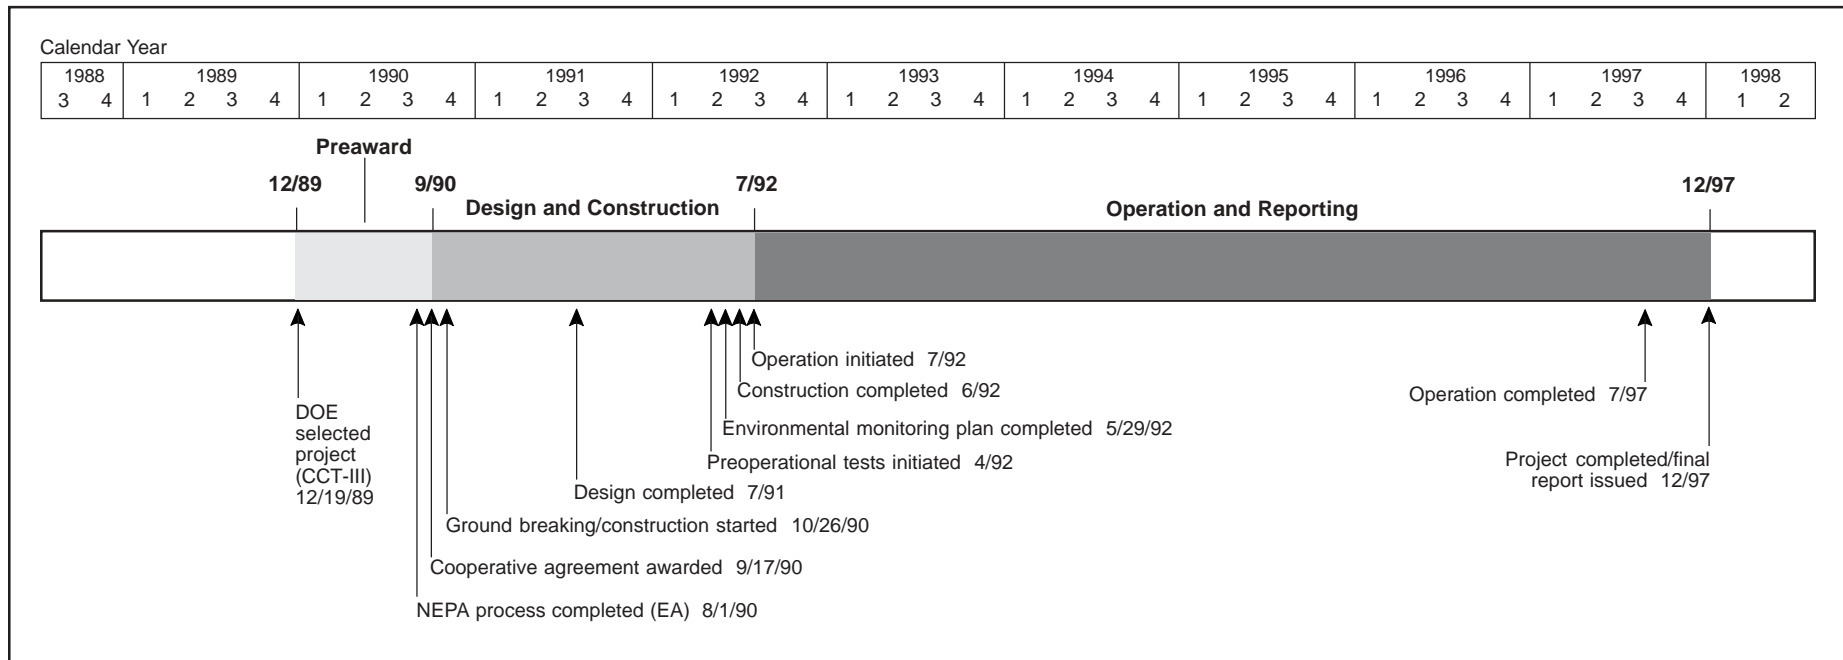 Calendar Year
1988 1989 1990 1991 1992 1993 1994 1995 1996 1997 1998
3 4 1 2 3 4 1 2 3 4 1 2 3 4 1 2 3 4 1 2 3 4 1 2 3 4 1 2 3 4 1 2 3 4 1 2 3 4 1 2
Preaward
12/89 9/90 7/92 12/97
Design and Construction Operation and Reporting
Operation initiated 7/92
Construction completed 6/92
Operation completed 7/97
Environmental monitoring plan completed 5/29/92
Preoperational tests initiated 4/92
DOE
selected
project
(CCT-III)
12/19/89
Project completed/final
report issued 12/97
Design completed 7/91
Ground breaking/construction started 10/26/90
Cooperative agreement awarded 9/17/90
NEPA process completed (EA) 8/1/90